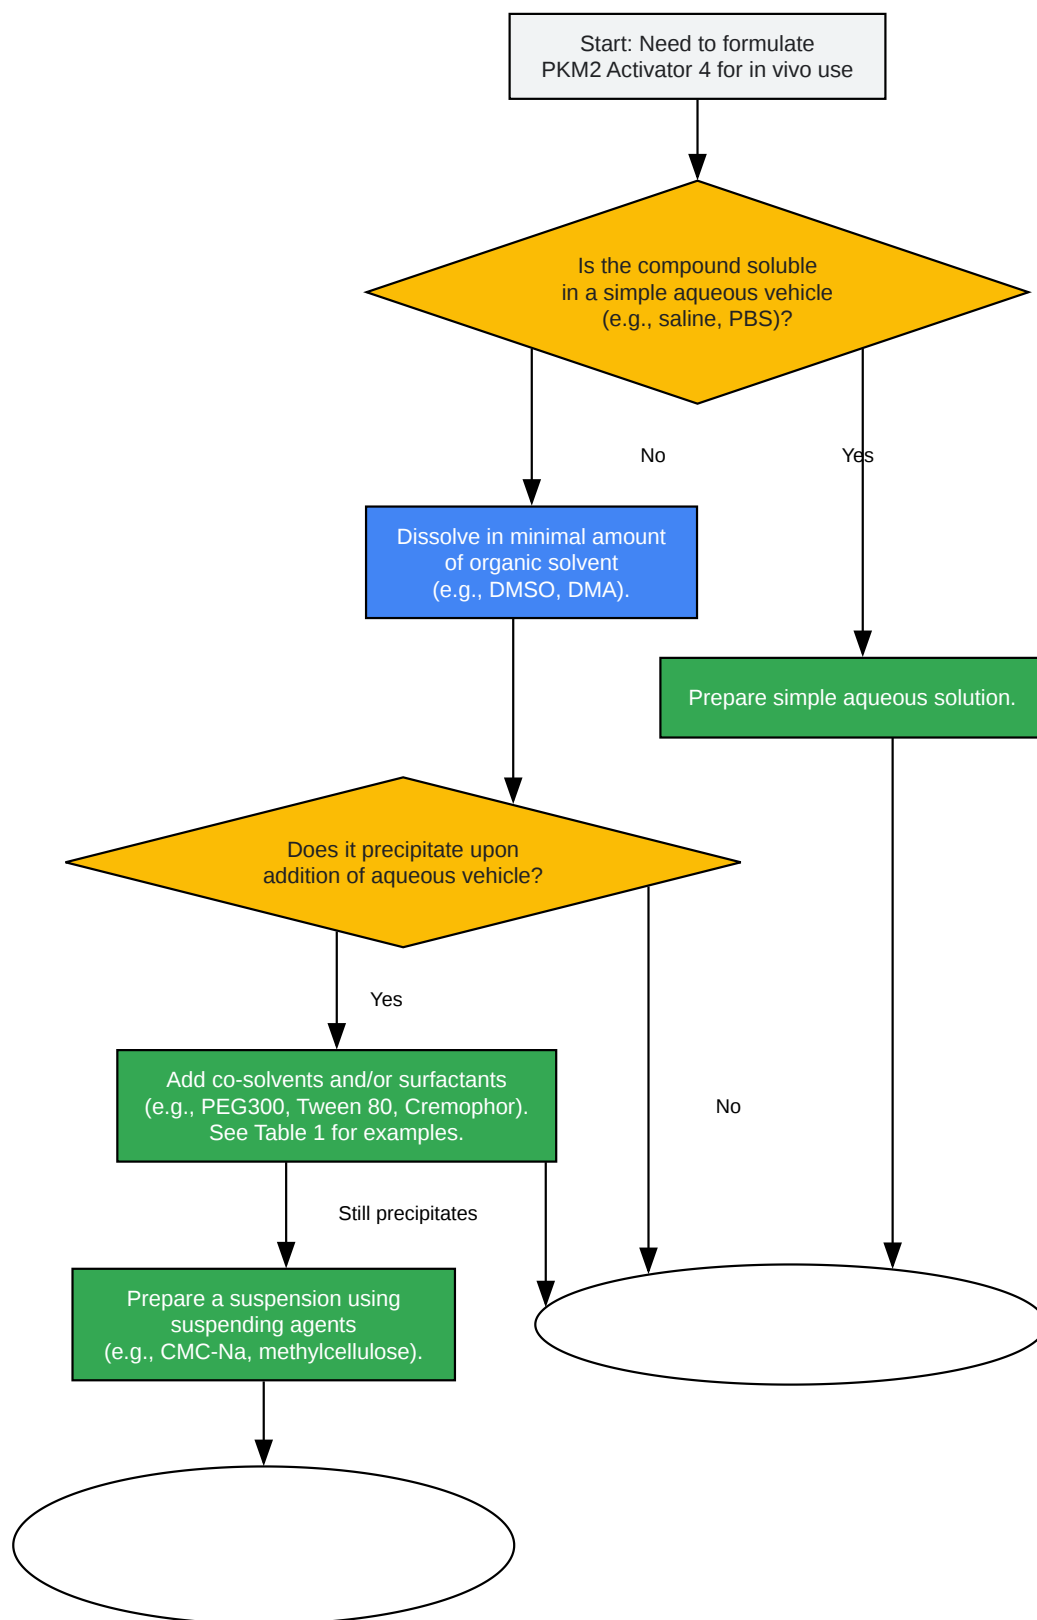 Start: Need to formulate
PKM2 Activator 4 for in vivo use
Is the compound soluble
in a simple aqueous vehicle
(e.g., saline, PBS)?
No
Yes
Dissolve in minimal amount
of organic solvent
(e.g., DMSO, DMA).
Prepare simple aqueous solution.
Does it precipitate upon
addition of aqueous vehicle?
Yes
Add co-solvents and/or surfactants
(e.g., PEG300, Tween 80, Cremophor).
See Table 1 for examples.
No
Still precipitates
Prepare a suspension using
suspending agents
(e.g., CMC-Na, methylcellulose).